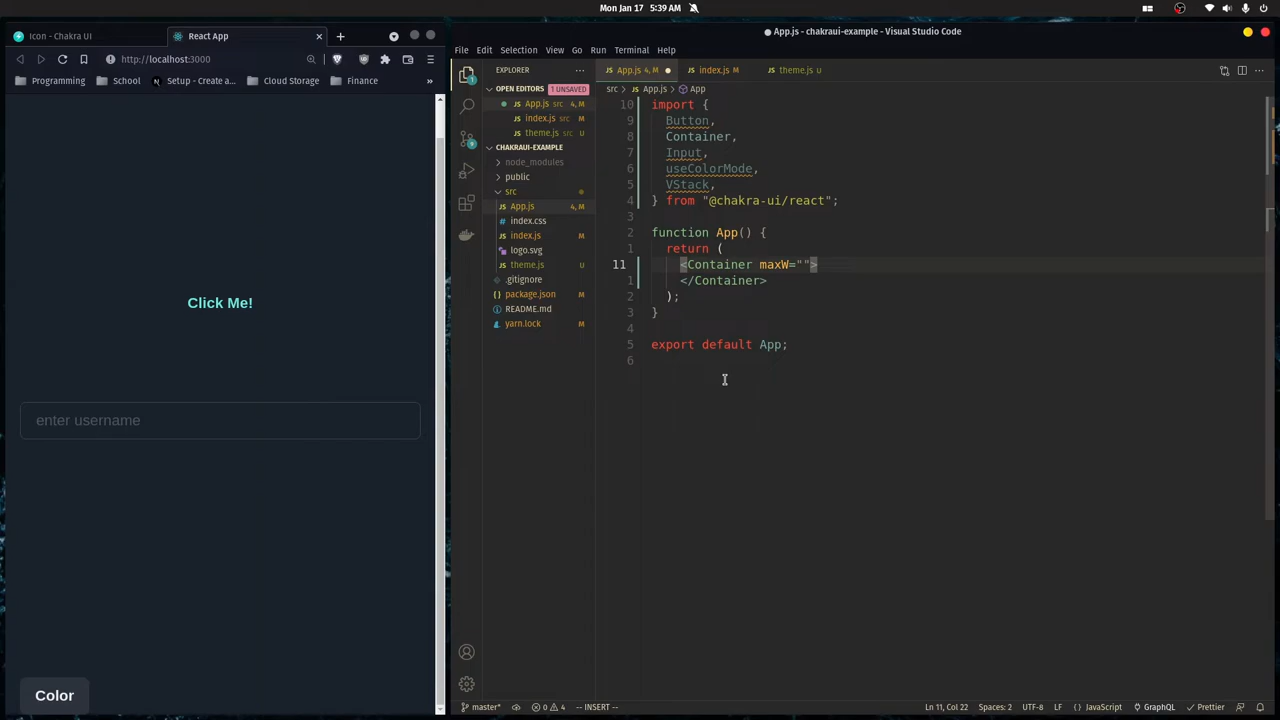 Mon Jan 17 5:39 AM
Icon - Chakra UI
React App
http://localhost:3000
Programming
School
Setup - Create a...
Cloud Storage
Finance
»
Click Me!
enter username
Color
App.js - chakraui-example - Visual Studio Code
File Edit Selection View Go Run Terminal Help
EXPLORER
OPEN EDITORS 1 UNSAVED
App.js src 4, M
index.js src M
theme.js src U
CHAKRAUI-EXAMPLE
node_modules
public
src
App.js 4, M
index.css
index.js M
logo.svg
theme.js U
.gitignore
package.json M
README.md
yarn.lock M
App.js 4, M
index.js M
theme.js U
src > App.js > App
10 import {
9 Button,
8 Container,
7 Input,
6 useColorMode,
5 VStack,
4 } from "@chakra-ui/react";
3
2 function App() {
1 return (
11 <Container maxW="">
1 </Container>
2 );
3 }
4
5 export default App;
6
master*
0 4
-- INSERT --
Ln 11, Col 22
Spaces: 2
UTF-8
LF
{} JavaScript
GraphQL
Prettier